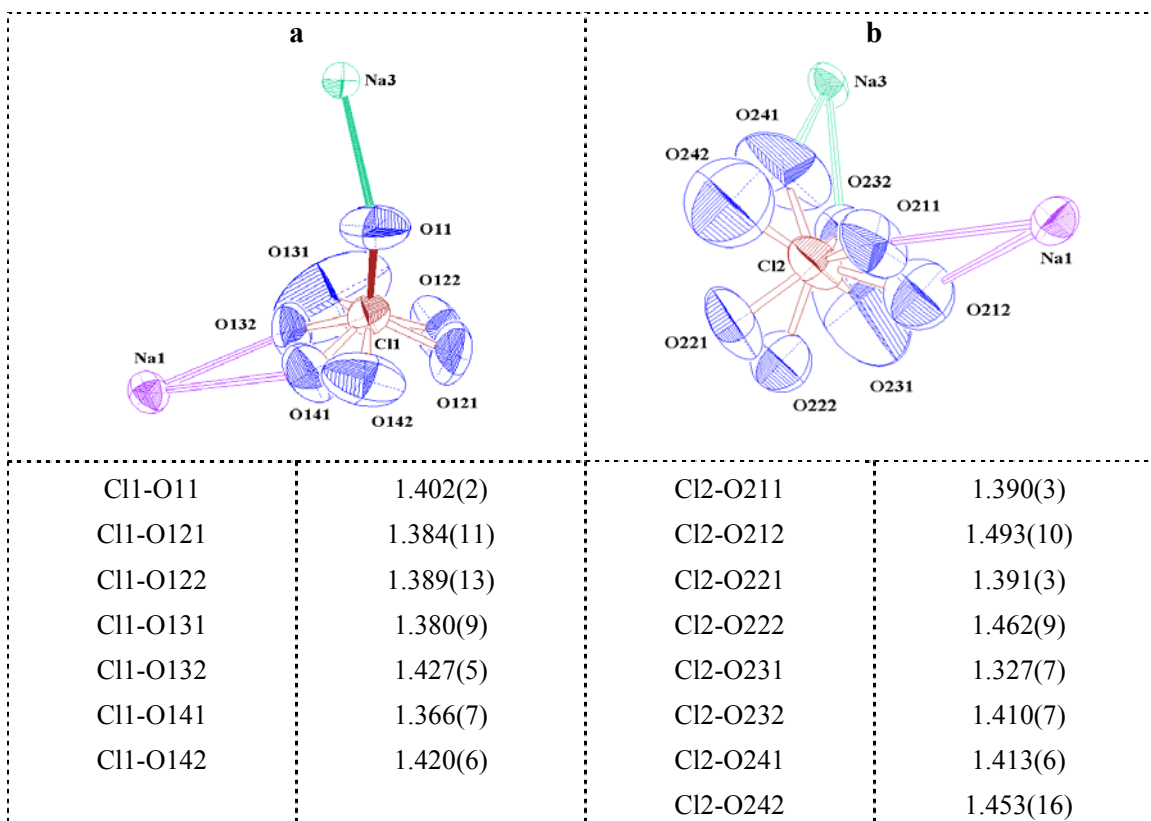 a
Na3
O11
O131
O122
O132
Cl1
Na1
O141
O142
O121
b
Na3
O241
O242
O232
O211
Cl2
Na1
O212
O221
O231
O222
Cl1-O11 1.402(2) Cl2-O211 1.390(3)
Cl1-O121 1.384(11) Cl2-O212 1.493(10)
Cl1-O122 1.389(13) Cl2-O221 1.391(3)
Cl1-O131 1.380(9) Cl2-O222 1.462(9)
Cl1-O132 1.427(5) Cl2-O231 1.327(7)
Cl1-O141 1.366(7) Cl2-O232 1.410(7)
Cl1-O142 1.420(6) Cl2-O241 1.413(6)
Cl2-O242 1.453(16)